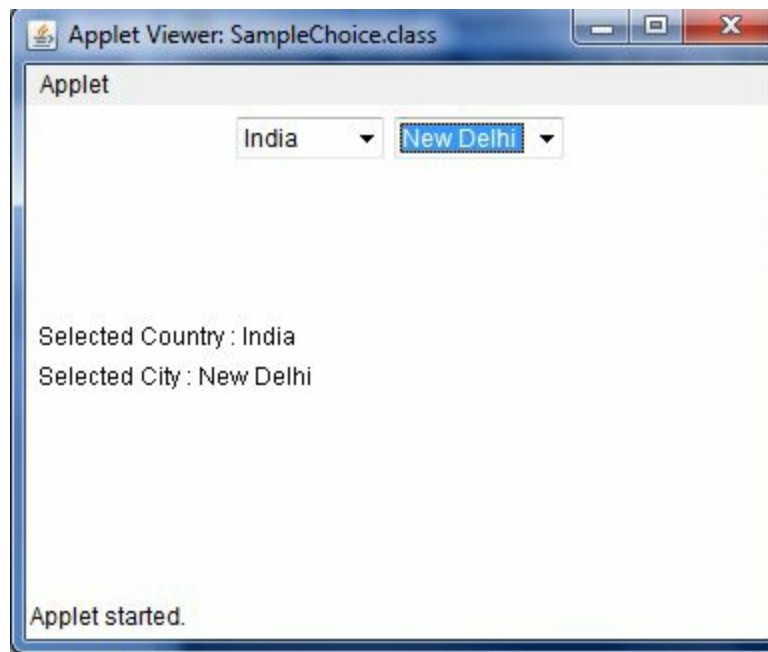 Applet Viewer: SampleChoice.class
Applet
India New Delhi
Selected Country : India
Selected City : New Delhi
Applet started.